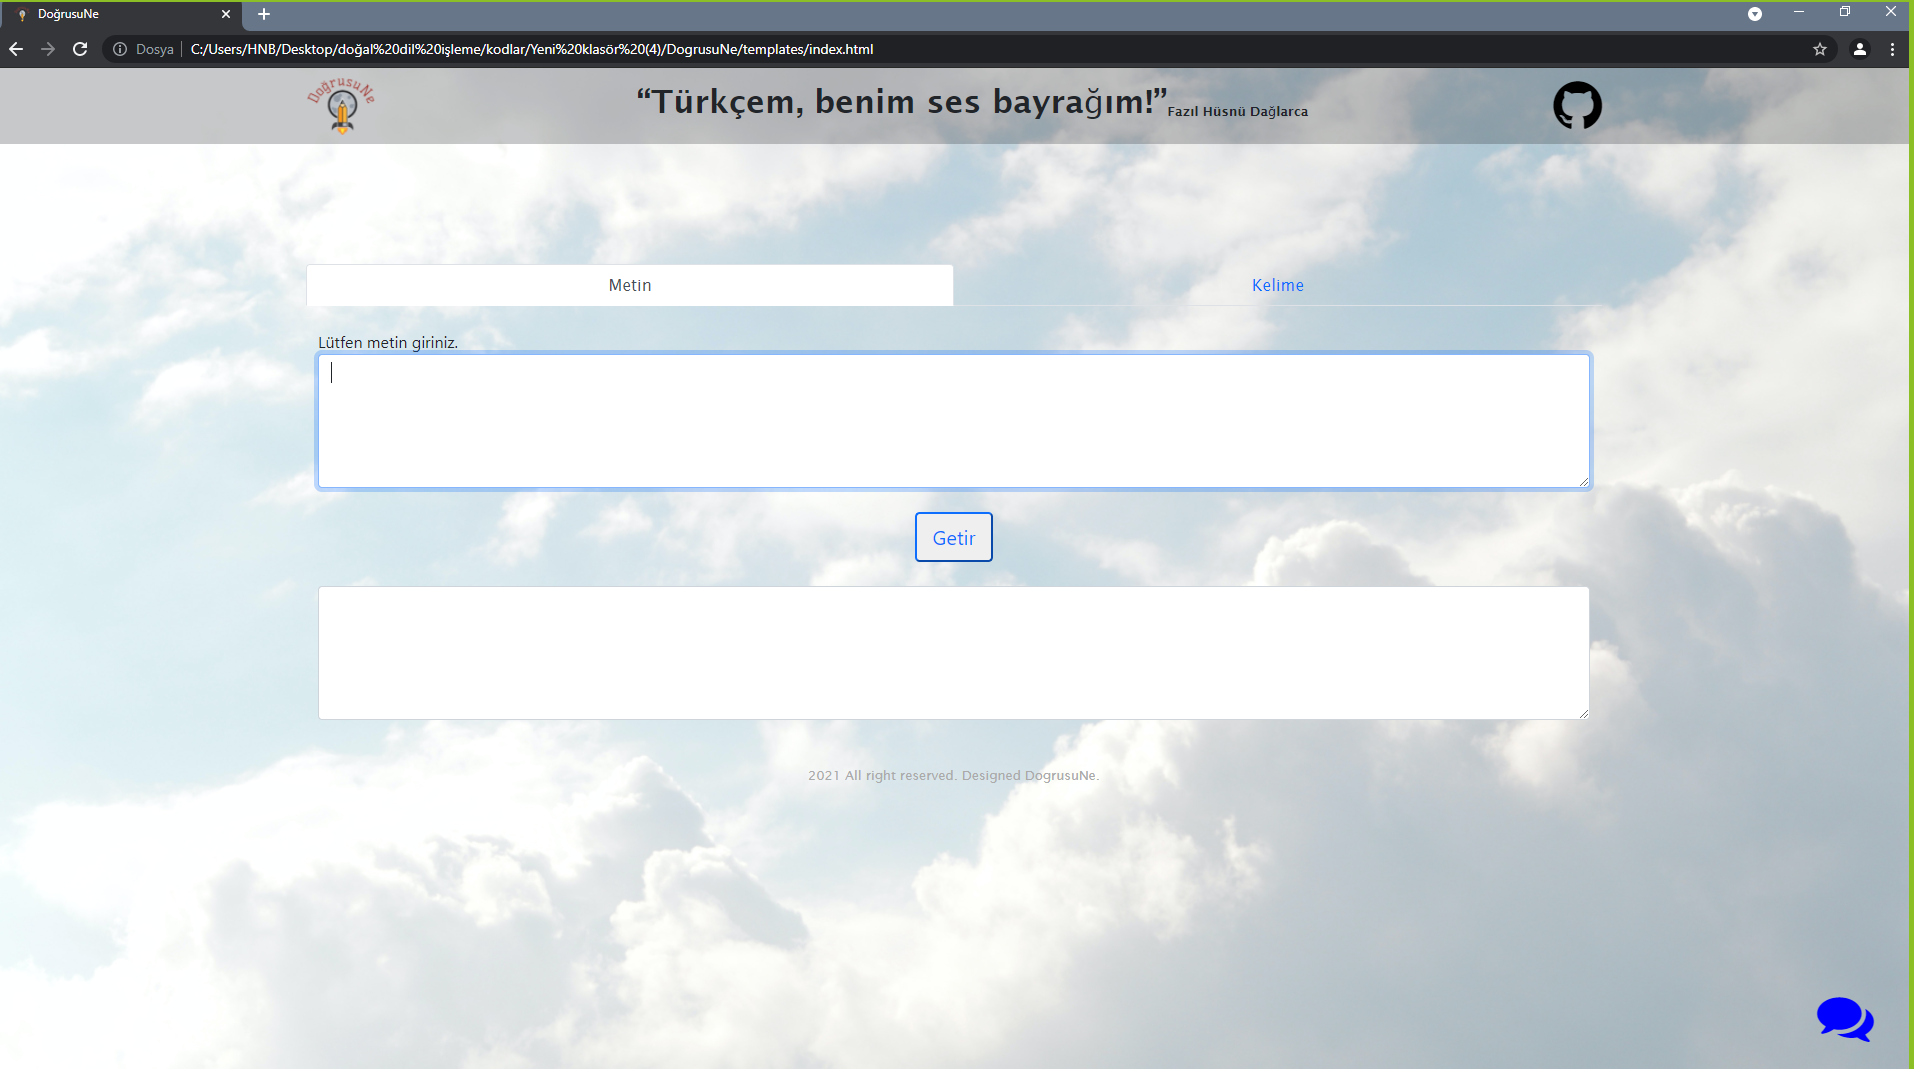 DoğrusuNe
Dosya C:/Users/HNB/Desktop/doğal%20dil%20işleme/kodlar/Yeni%20klasör%20(4)/DogrusuNe/templates/index.html
DoğrusuNe
“Türkçem, benim ses bayrağım!” Fazıl Hüsnü Dağlarca
Metin Kelime
Lütfen metin giriniz.
Getir
2021 All right reserved. Designed DogrusuNe.